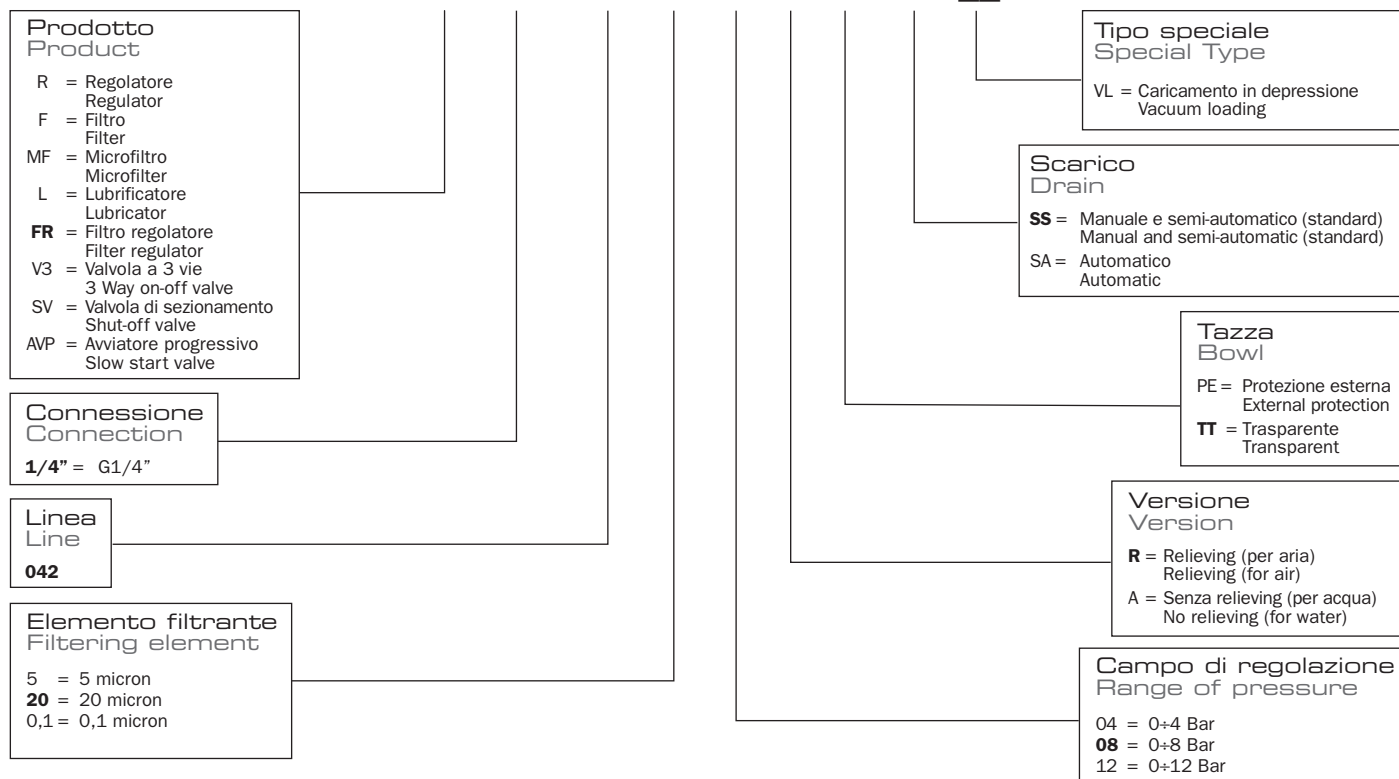 Prodotto
Product
R = Regolatore
Regulator
F = Filtro
Filter
MF = Microfiltro
Microfilter
L = Lubrificatore
Lubricator
FR = Filtro regolatore
Filter regulator
V3 = Valvola a 3 vie
3 Way on-off valve
SV = Valvola di sezionamento
Shut-off valve
AVP = Avviatore progressivo
Slow start valve
Connessione
Connection
1/4” = G1/4”
Linea
Line
042
Elemento filtrante
Filtering element
5 = 5 micron
20 = 20 micron
0,1 = 0,1 micron
Tipo speciale
Special Type
VL = Caricamento in depressione
Vacuum loading
Scarico
Drain
SS = Manuale e semi-automatico (standard)
Manual and semi-automatic (standard)
SA = Automatico
Automatic
Tazza
Bowl
PE = Protezione esterna
External protection
TT = Trasparente
Transparent
Versione
Version
R = Relieving (per aria)
Relieving (for air)
A = Senza relieving (per acqua)
No relieving (for water)
Campo di regolazione
Range of pressure
04 = 0÷4 Bar
08 = 0÷8 Bar
12 = 0÷12 Bar